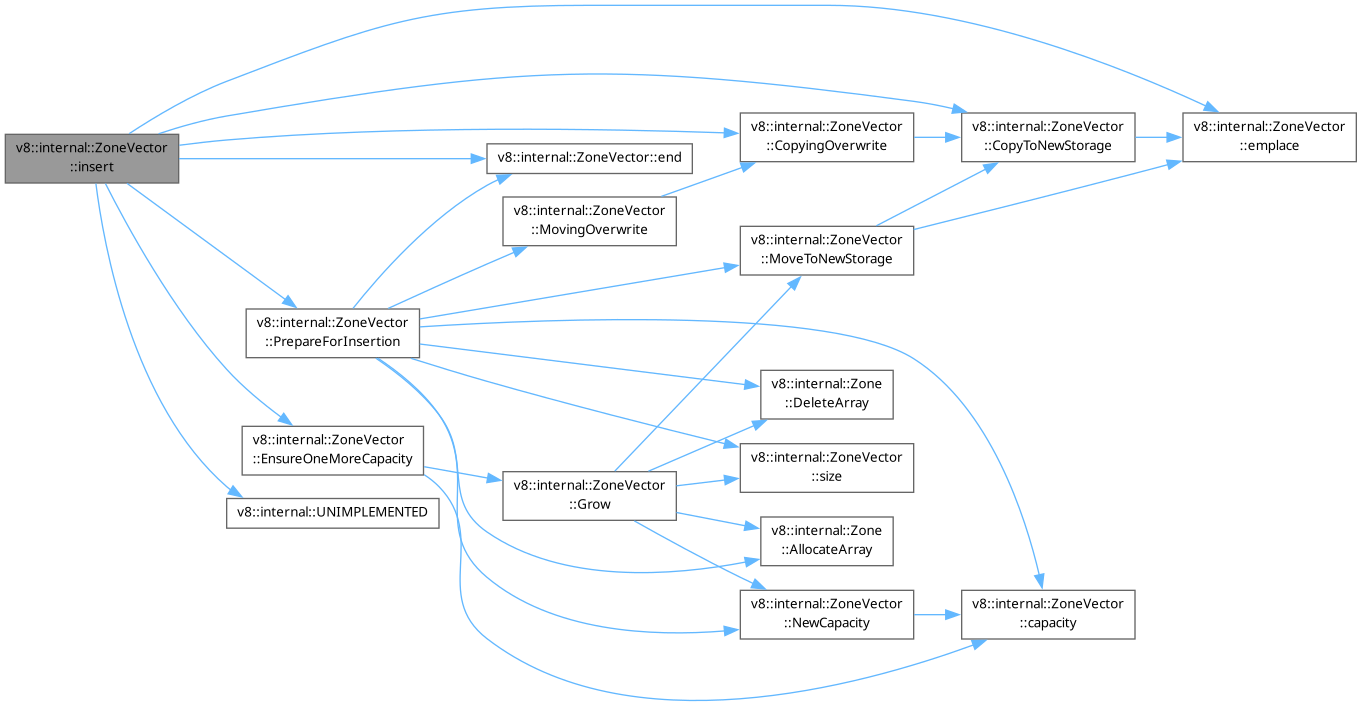 v8::internal::ZoneVector
::insert
v8::internal::ZoneVector::end
v8::internal::ZoneVector
::CopyingOverwrite
v8::internal::ZoneVector
::CopyToNewStorage
v8::internal::ZoneVector
::emplace
v8::internal::ZoneVector
::MovingOverwrite
v8::internal::ZoneVector
::MoveToNewStorage
v8::internal::ZoneVector
::PrepareForInsertion
v8::internal::Zone
::DeleteArray
v8::internal::ZoneVector
::EnsureOneMoreCapacity
v8::internal::ZoneVector
::size
v8::internal::UNIMPLEMENTED
v8::internal::ZoneVector
::Grow
v8::internal::Zone
::AllocateArray
v8::internal::ZoneVector
::NewCapacity
v8::internal::ZoneVector
::capacity